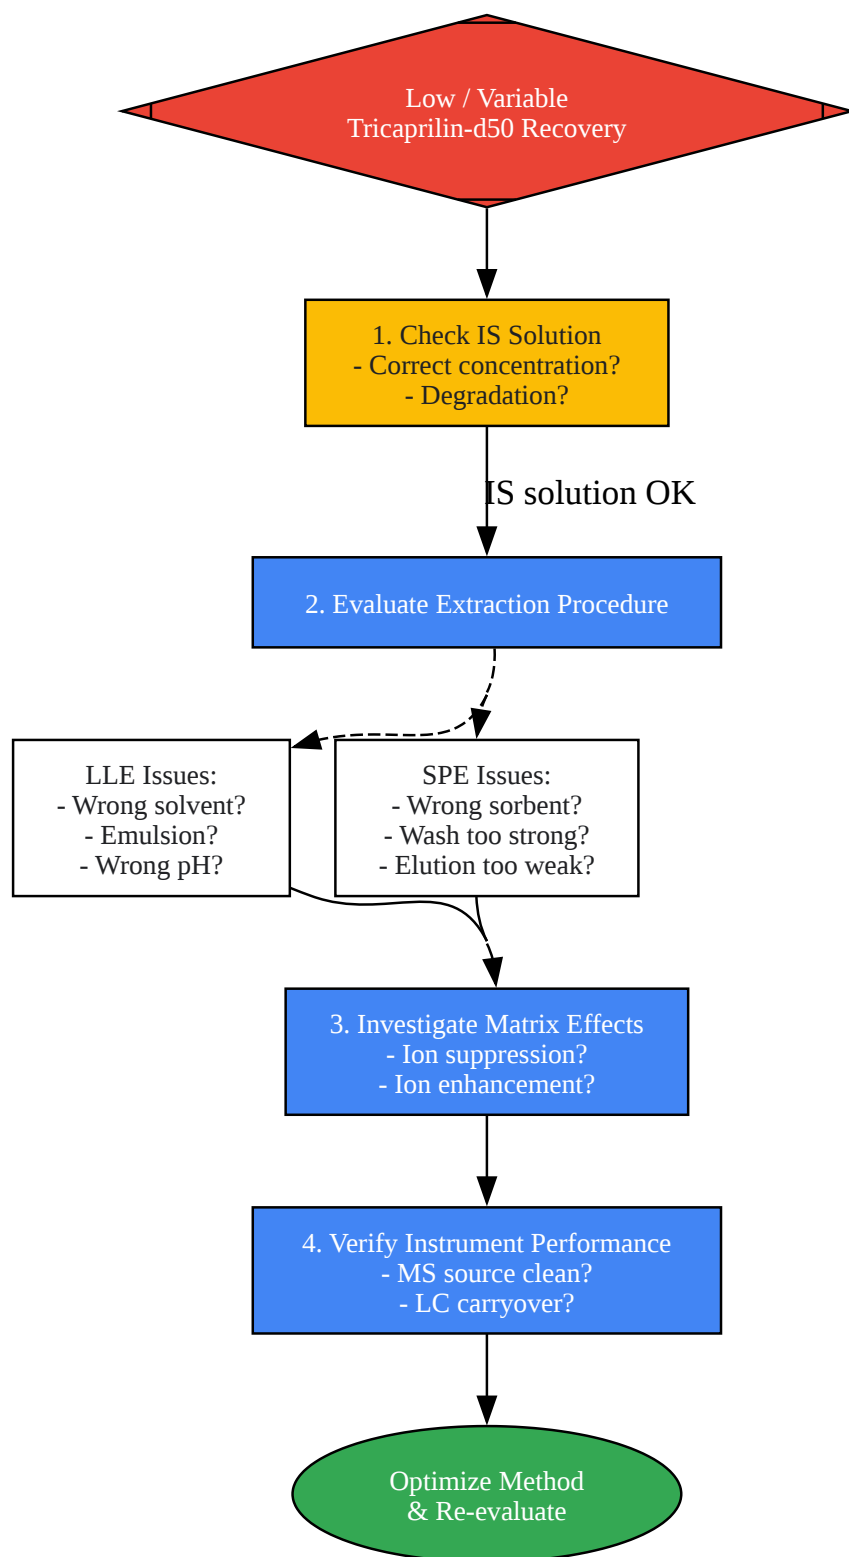 Low / Variable
Tricaprilin-d50 Recovery
1. Check IS Solution
- Correct concentration?
- Degradation?
IS solution OK
2. Evaluate Extraction Procedure
LLE Issues:
- Wrong solvent?
- Emulsion?
- Wrong pH?
SPE Issues:
- Wrong sorbent?
- Wash too strong?
- Elution too weak?
3. Investigate Matrix Effects
- Ion suppression?
- Ion enhancement?
4. Verify Instrument Performance
- MS source clean?
- LC carryover?
Optimize Method
& Re-evaluate